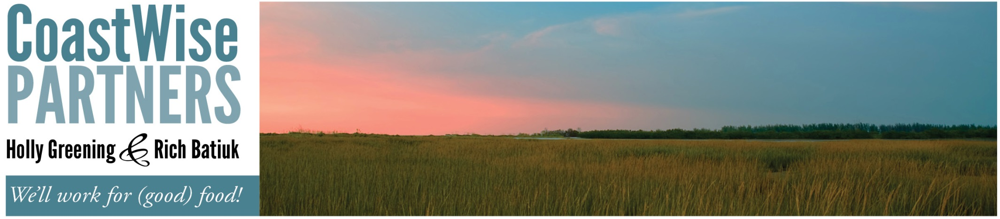 CoastWise
PARTNERS
Holly Greening & Rich Batiuk
We'll work for (good) food!